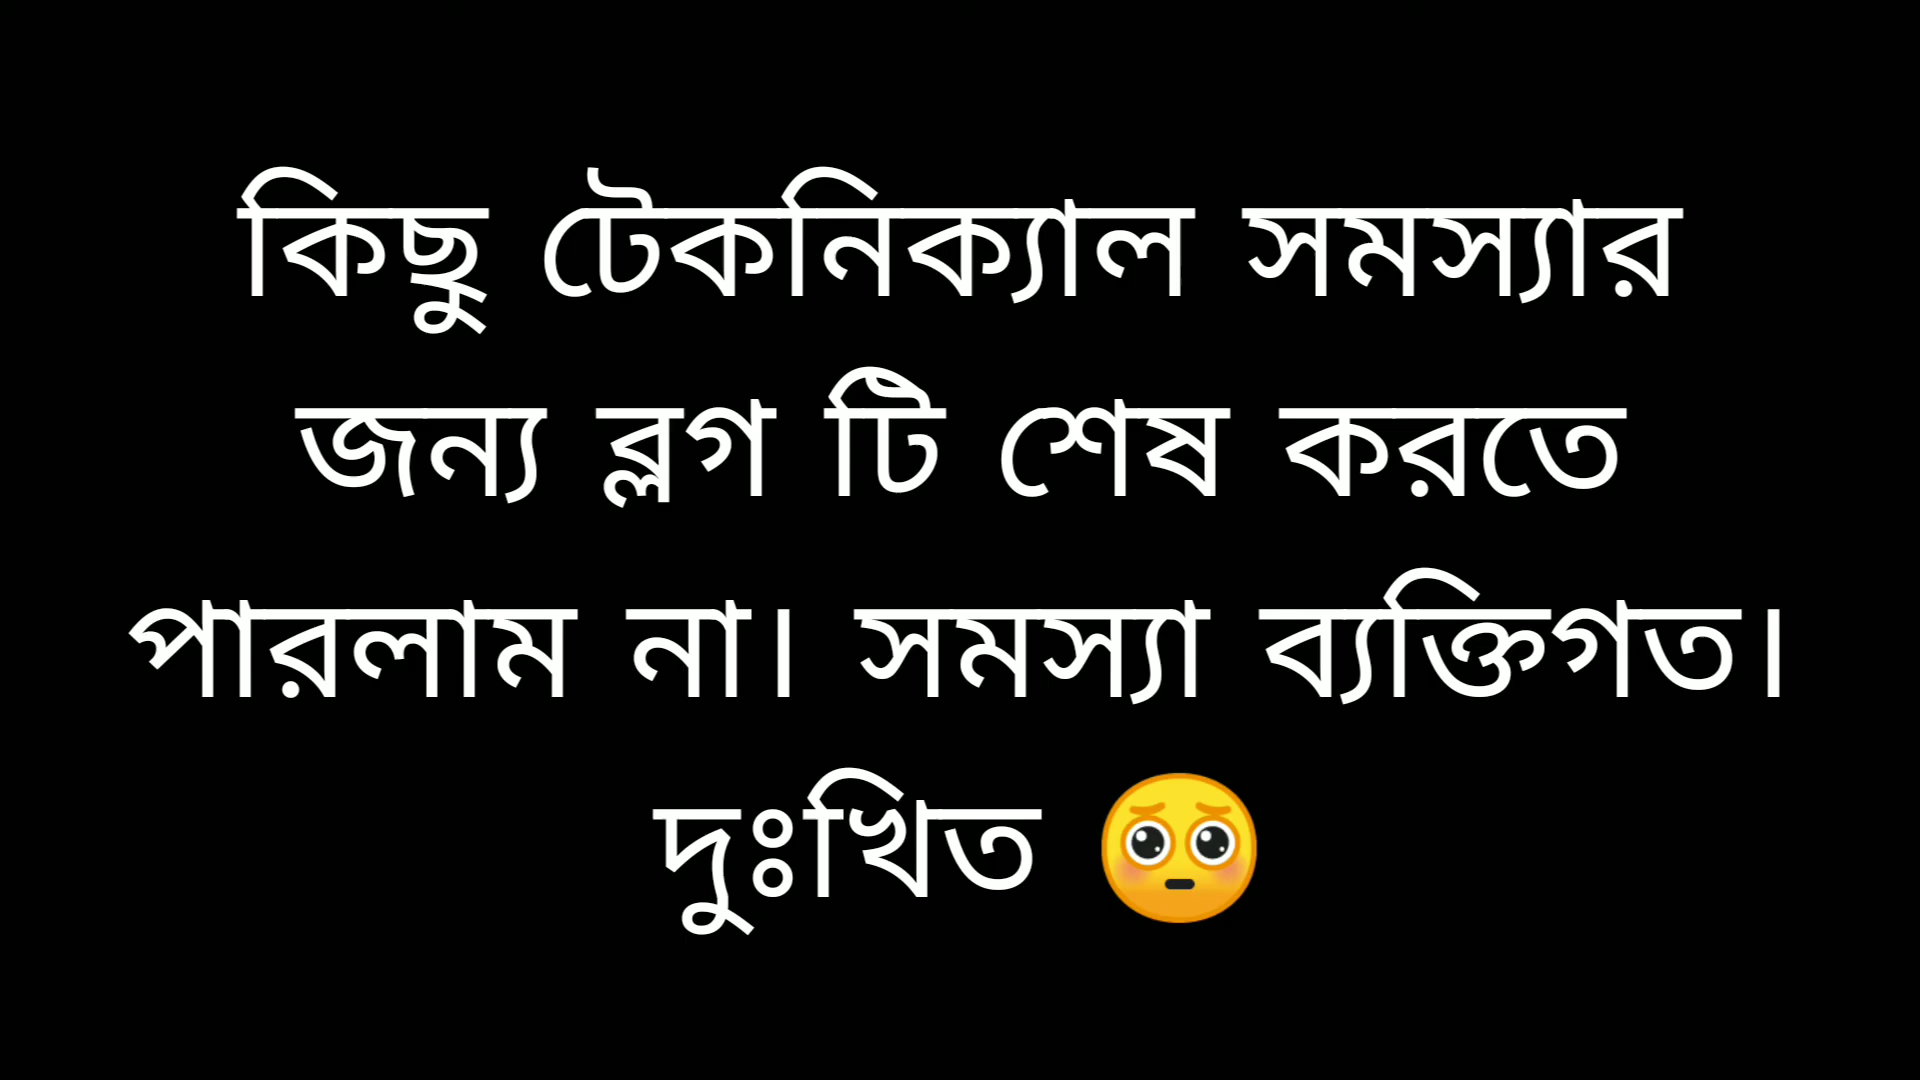 কিছু টেকনিক্যাল সমস্যার
জন্য ব্লগ টি শেষ করতে
পারলাম না। সমস্যা ব্যক্তিগত।
দুঃখিত 🥺